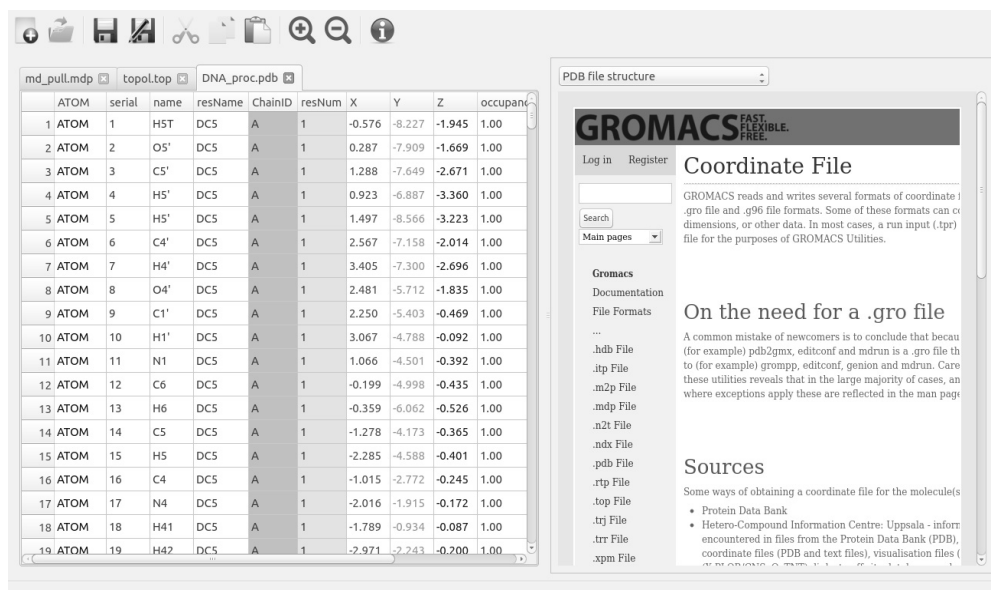 md_pull.mdp topol.top DNA_proc.pdb
ATOM serial name resName ChainID resNum X Y Z
1 ATOM 1 H5T DC5 A 1 -0.576 -8.227 -1.945 1.00
2 ATOM 2 O5' DC5 A 1 0.287 -7.909 -1.669 1.00
3 ATOM 3 C5' DC5 A 1 1.288 -7.649 -2.671 1.00
4 ATOM 4 H5' DC5 A 1 0.923 -6.887 -3.360 1.00
5 ATOM 5 H5' DC5 A 1 1.497 -8.566 -3.223 1.00
6 ATOM 6 C4' DC5 A 1 2.567 -7.158 -2.014 1.00
7 ATOM 7 H4' DC5 A 1 3.405 -7.300 -2.696 1.00
8 ATOM 8 O4' DC5 A 1 2.481 -5.712 -1.835 1.00
9 ATOM 9 C1' DC5 A 1 2.250 -5.403 -0.469 1.00
10 ATOM 10 H1' DC5 A 1 3.067 -4.788 -0.092 1.00
11 ATOM 11 N1 DC5 A 1 1.066 -4.501 -0.392 1.00
12 ATOM 12 C6 DC5 A 1 -0.199 -4.998 -0.435 1.00
13 ATOM 13 H6 DC5 A 1 -0.359 -6.062 -0.526 1.00
14 ATOM 14 C5 DC5 A 1 -1.278 -4.173 -0.365 1.00
15 ATOM 15 H5 DC5 A 1 -2.285 -4.588 -0.401 1.00
16 ATOM 16 C4 DC5 A 1 -1.015 -2.772 -0.245 1.00
17 ATOM 17 N4 DC5 A 1 -2.016 -1.915 -0.172 1.00
18 ATOM 18 H41 DC5 A 1 -1.789 -0.934 -0.087 1.00
19 ATOM 19 H42 DC5 A 1 -2.971 -2.243 -0.200 1.00
PDB file structure
GROMACS FAST.
FLEXIBLE.
FREE.
Log in Register
Search
Main pages
Gromacs
Documentation
File Formats
...
.hdb File
.itp File
.m2p File
.mdp File
.n2t File
.ndx File
.pdb File
.rtp File
.top File
.trj File
.trr File
.xpm File
Coordinate File
GROMACS reads and writes several formats of coordinate
.gro file and .g96 file formats. Some of these formats can
dimensions, or other data. In most cases, a run input (.tpr)
file for the purposes of GROMACS Utilities.
On the need for a .gro file
A common mistake of newcomers is to conclude that
(for example) pdb2gmx, editconf and mdrun is a .gro file
to (for example) grompp, editconf, genion and mdrun.
these utilities reveals that in the large majority of cases,
where exceptions apply these are reflected in the man
Sources
Some ways of obtaining a coordinate file for the
• Protein Data Bank
• Hetero-Compound Information Centre: Uppsala -
encountered in files from the Protein Data Bank (PDB),
coordinate files (PDB and text files), visualisation files (